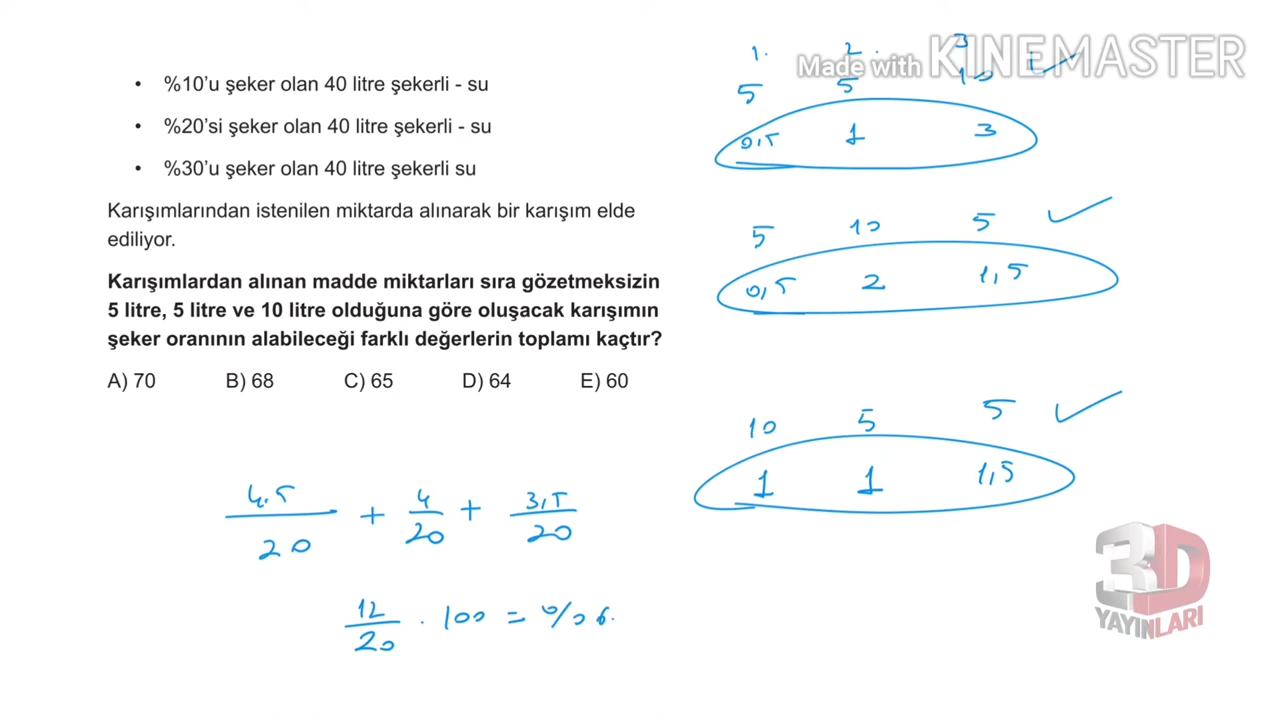 Made with KINEMASTER
• %10'u şeker olan 40 litre şekerli - su
• %20'si şeker olan 40 litre şekerli - su
• %30'u şeker olan 40 litre şekerli su
Karışımlarından istenilen miktarda alınarak bir karışım elde
ediliyor.
Karışımlardan alınan madde miktarları sıra gözetmeksizin
5 litre, 5 litre ve 10 litre olduğuna göre oluşacak karışımın
şeker oranının alabileceği farklı değerlerin toplamı kaçtır?
A) 70 B) 68 C) 65 D) 64 E) 60
1. 2. 3
5 5 10
0,5 1 3
5 10 5
0,5 2 1,5
10 5 5
1 1 1,5
4.5/20 + 4/20 + 3,5/20
12/20 . 100 = %6
3D
YAYINLARI